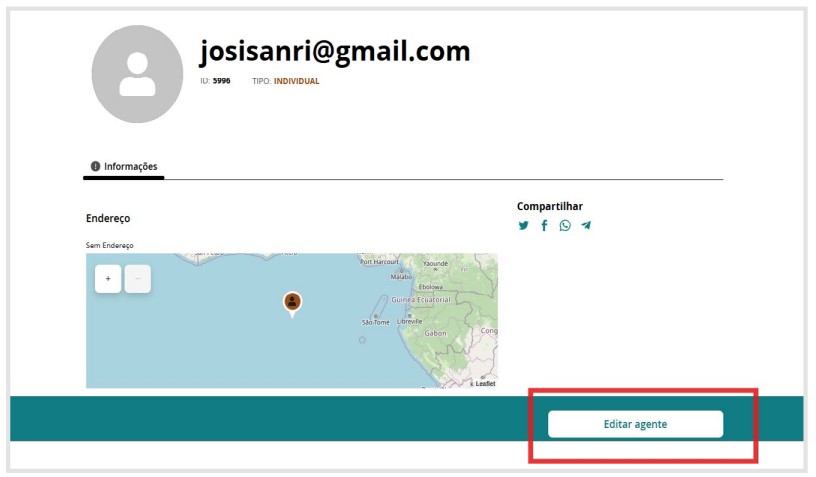 josisanri@gmail.com
ID: 5996 TIPO: INDIVIDUAL
Informações
Compartilhar
Endereço
Sem Endereço
+
−
Port Harcourt
Yaoundé
Malabo
Ebolowa
Guinea Ecuatorial
São Tomé
Libreville
Gabon
Cong
Leaflet
Editar agente